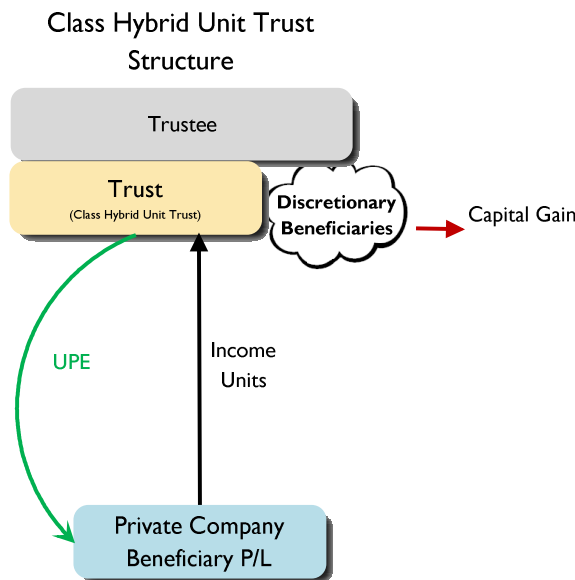 Class Hybrid Unit Trust
Structure
Trustee
Trust
(Class Hybrid Unit Trust)
Discretionary
Beneficiaries
Capital Gain
UPE
Income
Units
Private Company
Beneficiary P/L